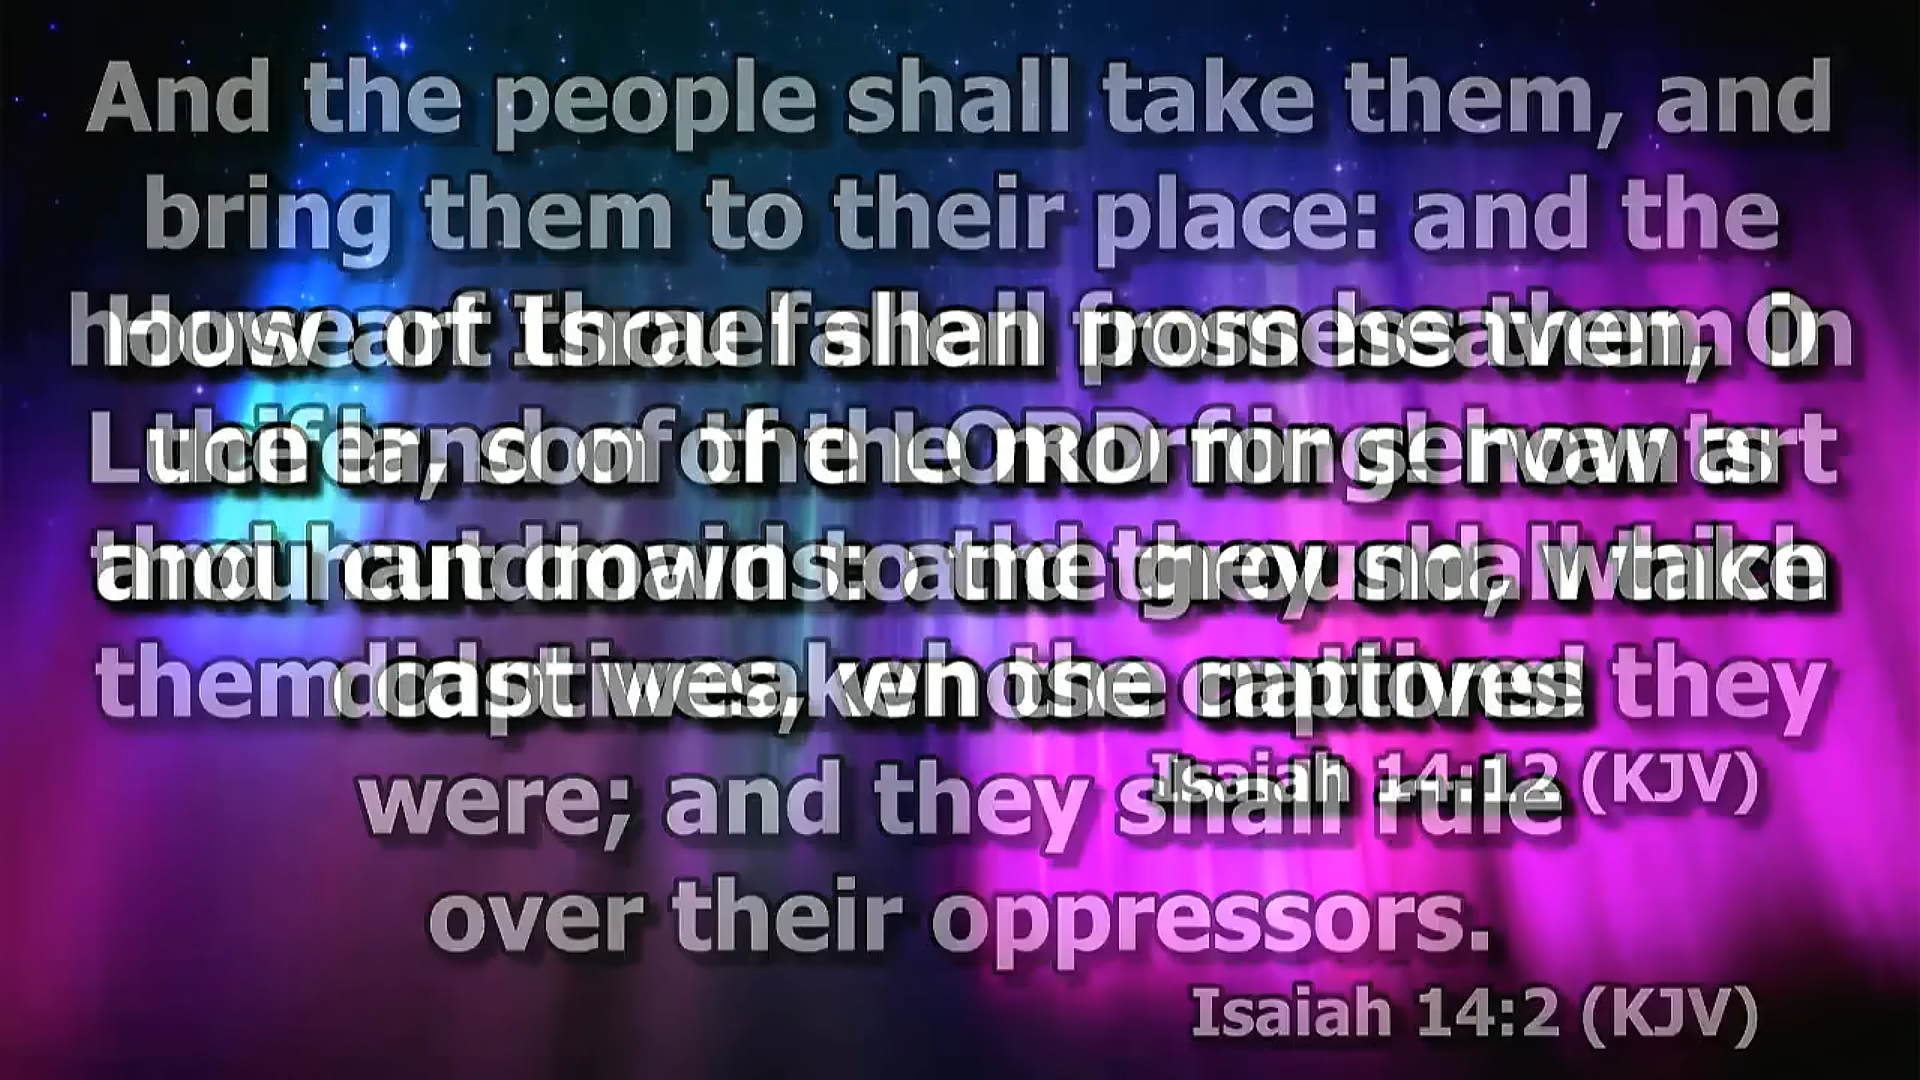 And the people shall take them, and
bring them to their place: and the
house of Israel shall possess them in
the land of the LORD for servants
and handmaids: and they shall take
them captives, whose captives they
were; and they shall rule
over their oppressors.
Isaiah 14:2 (KJV)
How art thou fallen from heaven, O
Lucifer, son of the morning! how art
thou cut down to the ground, which
didst weaken the nations!
Isaiah 14:12 (KJV)